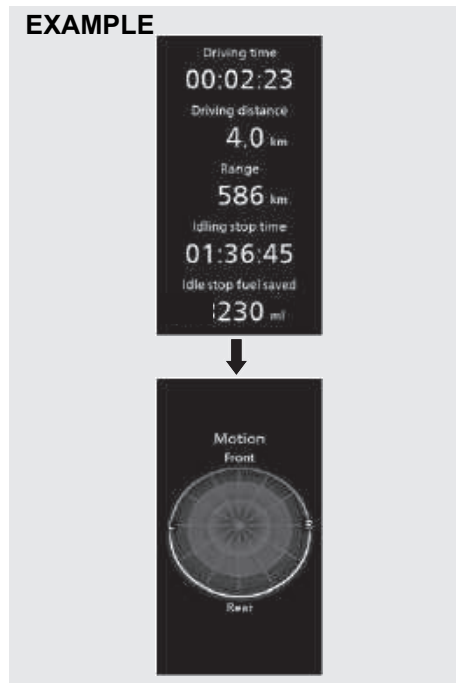 EXAMPLE
Driving time
00:02:23
Driving distance
4.0 km
Range
586 km
Idling stop time
01:36:45
Idle stop fuel saved
230 ml
Motion
Front
L R
Rear